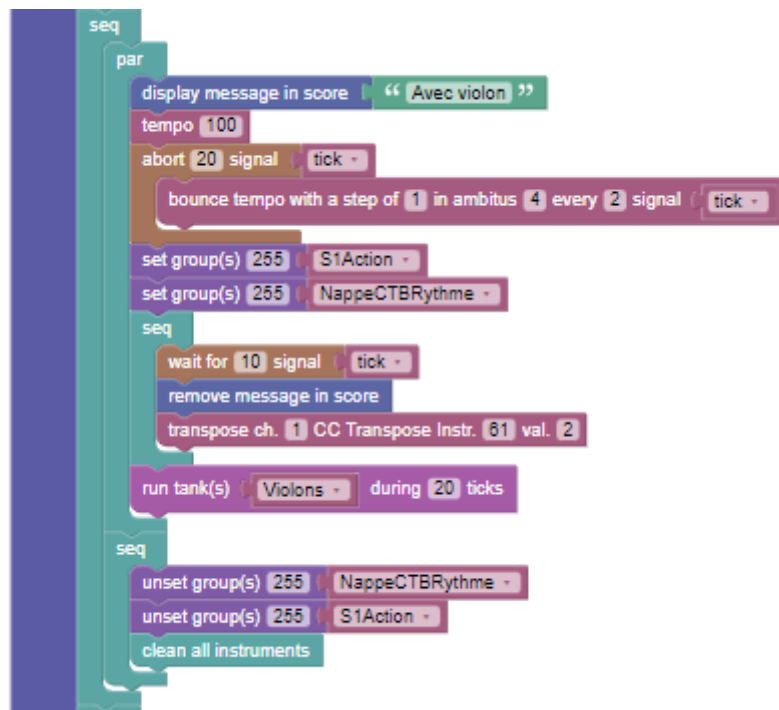 seq
par
display message in score “ Avec violon ”
tempo 100
abort 20 signal tick
bounce tempo with a step of 1 in ambitus 4 every 2 signal tick
set group(s) 255 S1Action
set group(s) 255 NappeCTBRythme
seq
wait for 10 signal tick
remove message in score
transpose ch. 1 CC Transpose Instr. 61 val. 2
run tank(s) Violons during 20 ticks
seq
unset group(s) 255 NappeCTBRythme
unset group(s) 255 S1Action
clean all instruments